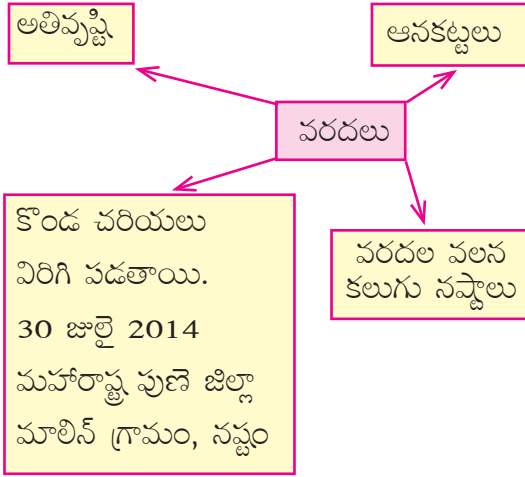 అతివృష్టి
ఆనకట్టలు
వరదలు
కొండ చరియలు
విరిగి పడతాయి.
30 జులై 2014
మహారాష్ట్ర పుణె జిల్లా
మాలిన్ గ్రామం, నష్టం
వరదల వలన
కలుగు నష్టాలు